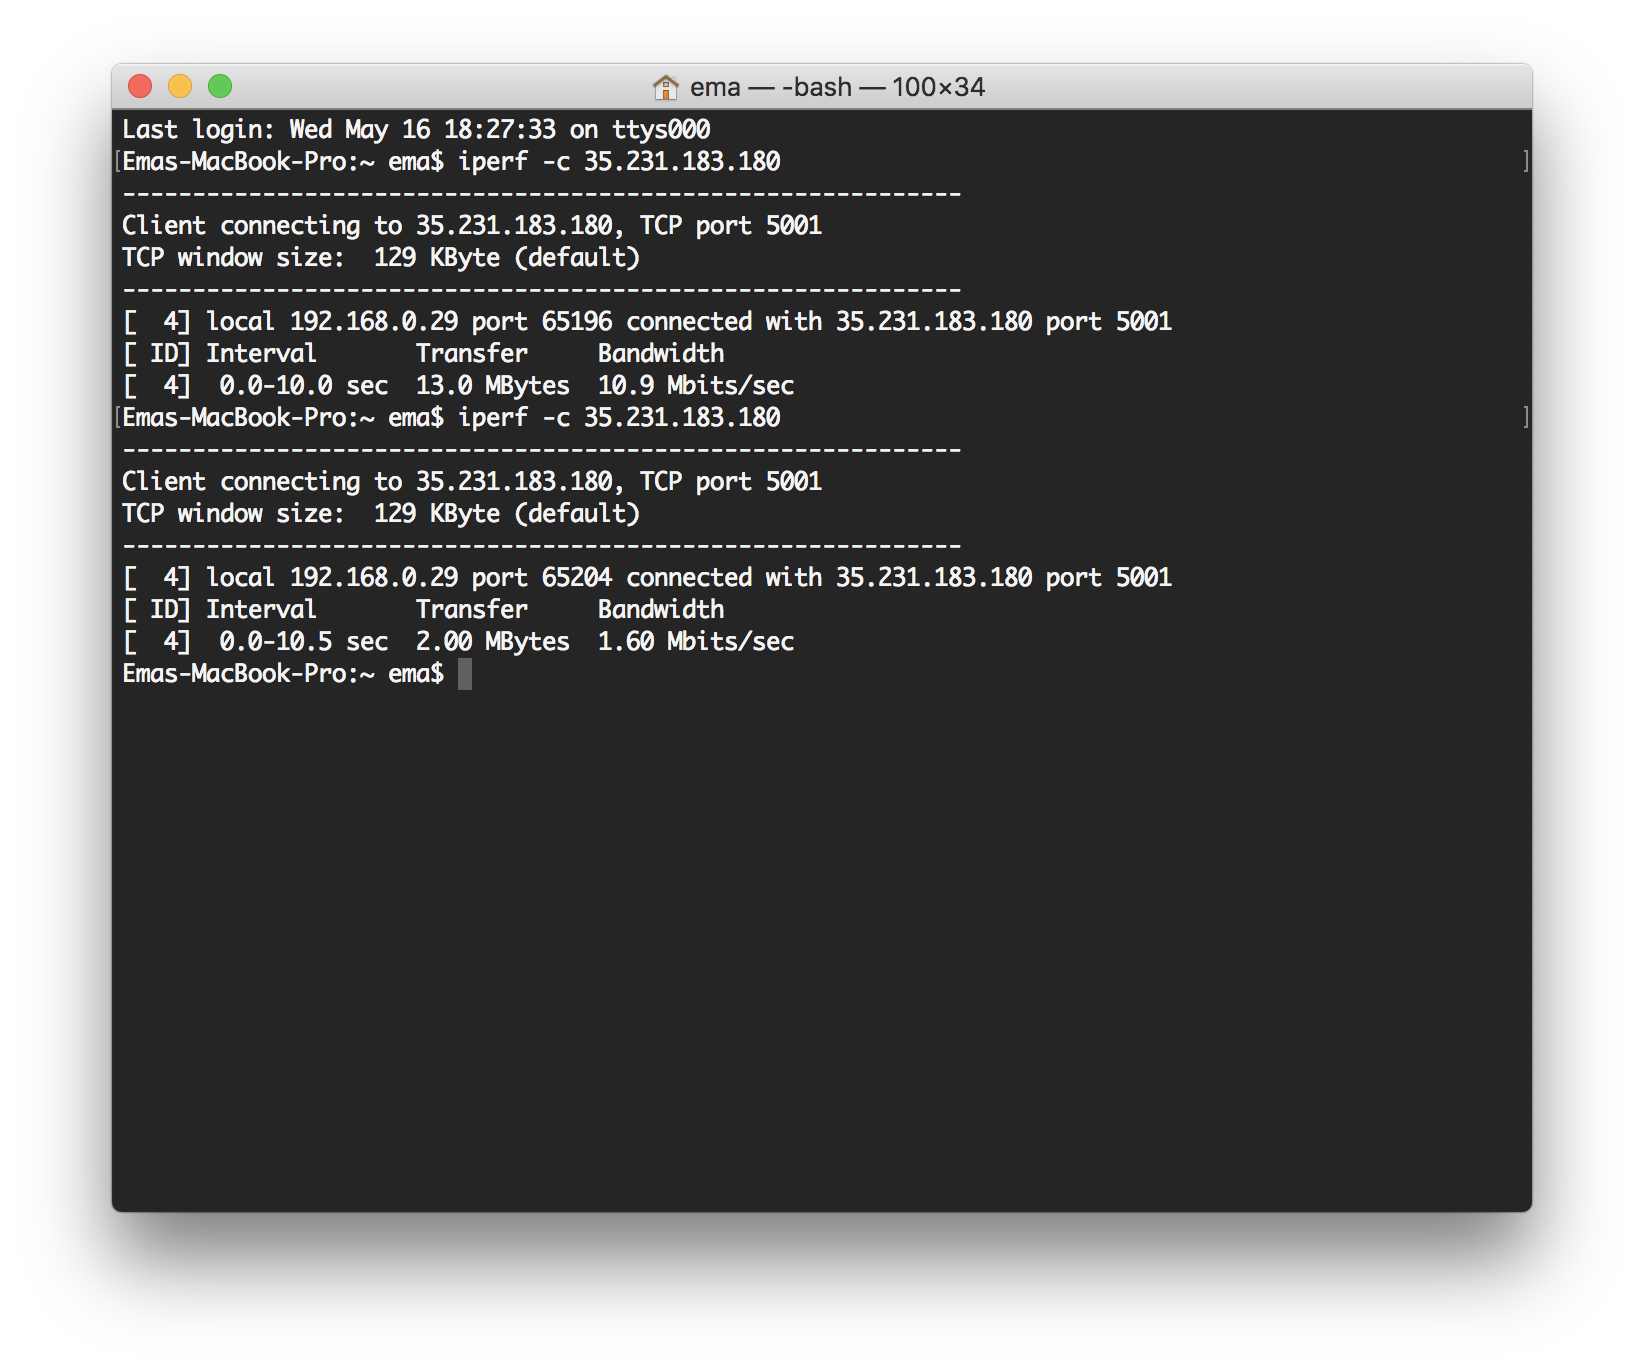 ema — -bash — 100×34
Last login: Wed May 16 18:27:33 on ttys000
[Emas-MacBook-Pro:~ ema$ iperf -c 35.231.183.180 ]
------------------------------------------------------------
Client connecting to 35.231.183.180, TCP port 5001
TCP window size:  129 KByte (default)
------------------------------------------------------------
[  4] local 192.168.0.29 port 65196 connected with 35.231.183.180 port 5001
[ ID] Interval       Transfer     Bandwidth
[  4]  0.0-10.0 sec  13.0 MBytes  10.9 Mbits/sec
[Emas-MacBook-Pro:~ ema$ iperf -c 35.231.183.180 ]
------------------------------------------------------------
Client connecting to 35.231.183.180, TCP port 5001
TCP window size:  129 KByte (default)
------------------------------------------------------------
[  4] local 192.168.0.29 port 65204 connected with 35.231.183.180 port 5001
[ ID] Interval       Transfer     Bandwidth
[  4]  0.0-10.5 sec  2.00 MBytes  1.60 Mbits/sec
Emas-MacBook-Pro:~ ema$